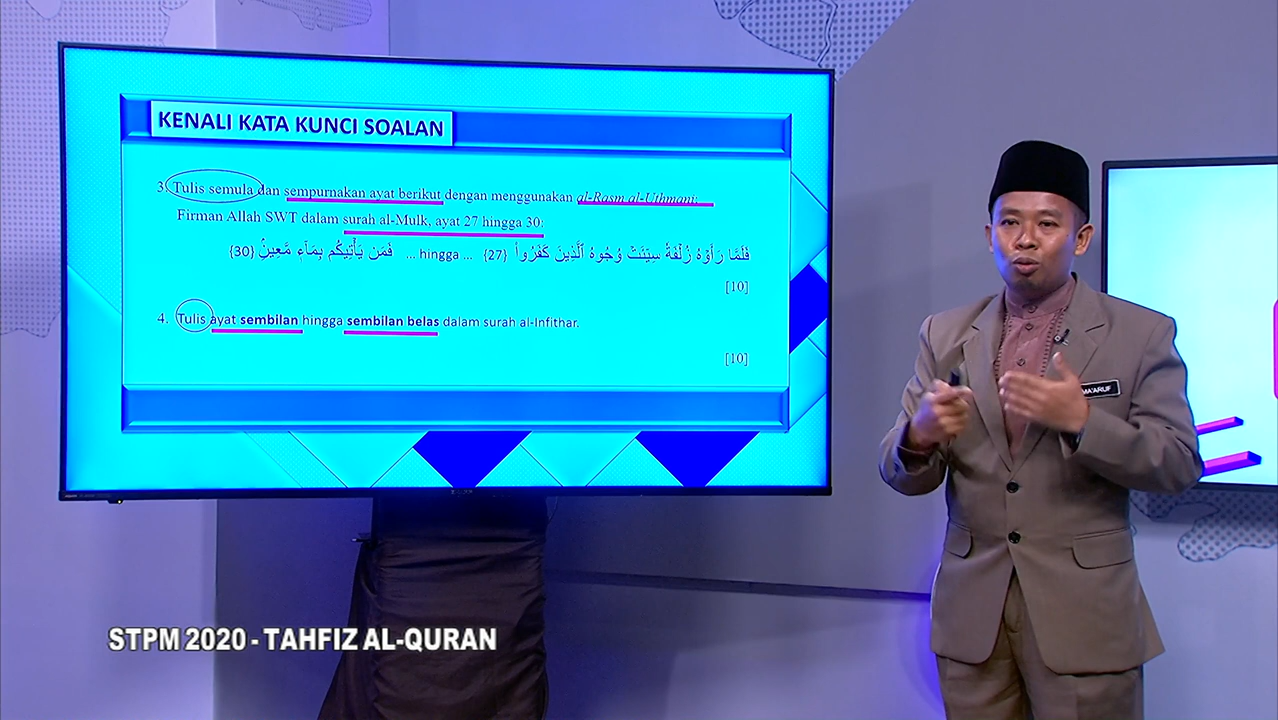 KENALI KATA KUNCI SOALAN
3. Tulis semula dan sempurnakan ayat berikut dengan menggunakan al-Rasm al-Uthmani:
Firman Allah SWT dalam surah al-Mulk, ayat 27 hingga 30:
فَلَمَّا رَأَوْهُ زُلْفَةً سِيٓـَٔتْ وُجُوهُ ٱلَّذِينَ كَفَرُوا۟ {27} ... hingga ... فَمَن يَأْتِيكُم بِمَآءٍ مَّعِينٍۭ {30}
[10]
4. Tulis ayat sembilan hingga sembilan belas dalam surah al-Infithar.
[10]
MA'ARUF
STPM 2020 - TAHFIZ AL-QURAN